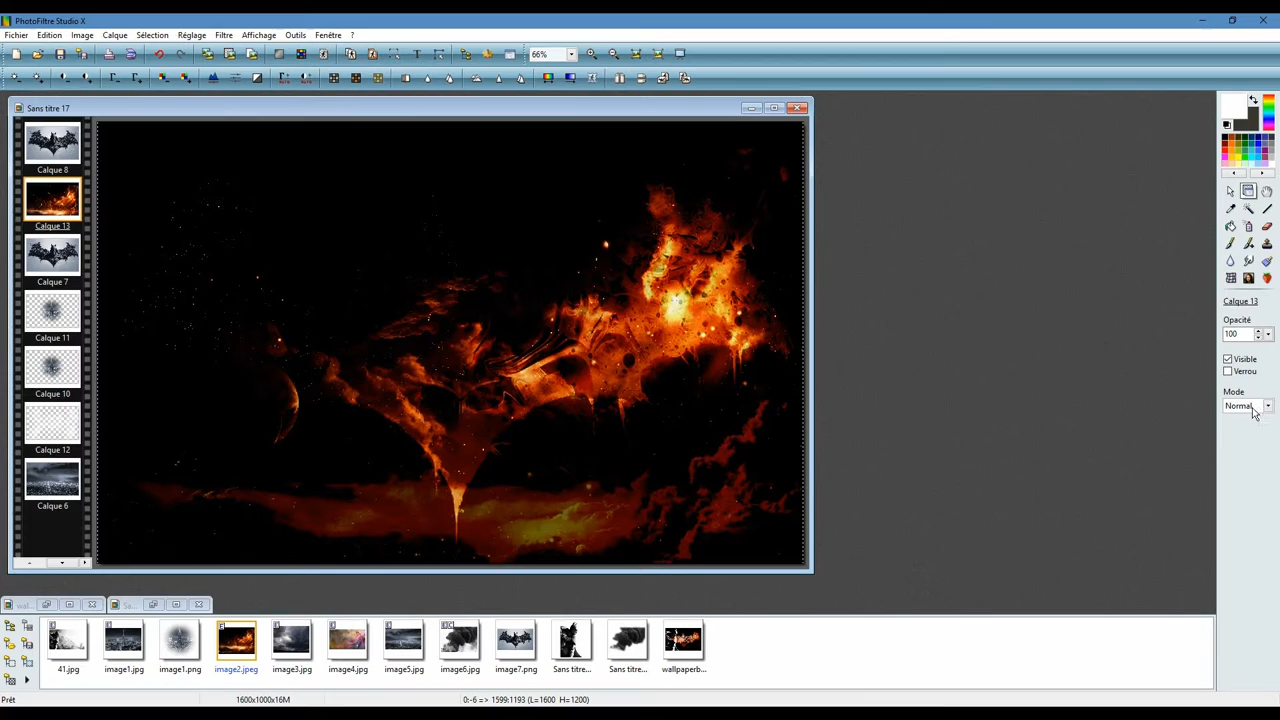 PhotoFiltre Studio X
Fichier Edition Image Calque Sélection Réglage Filtre Affichage Outils Fenêtre ?
66%
Sans titre 17
Calque 8
Calque 13
Calque 7
Calque 11
Calque 10
Calque 12
Calque 6
Calque 13
Opacité
100
Visible
Verrou
Mode
Normal
wal... Sa...
41.jpg image1.jpg image1.png image2.jpeg image3.jpg image4.jpg image5.jpg image6.jpg image7.png Sans titre... Sans titre... wallpaperb...
Prêt 1600x1000x16M 0:-6 => 1599:1193 (L=1600 H=1200)